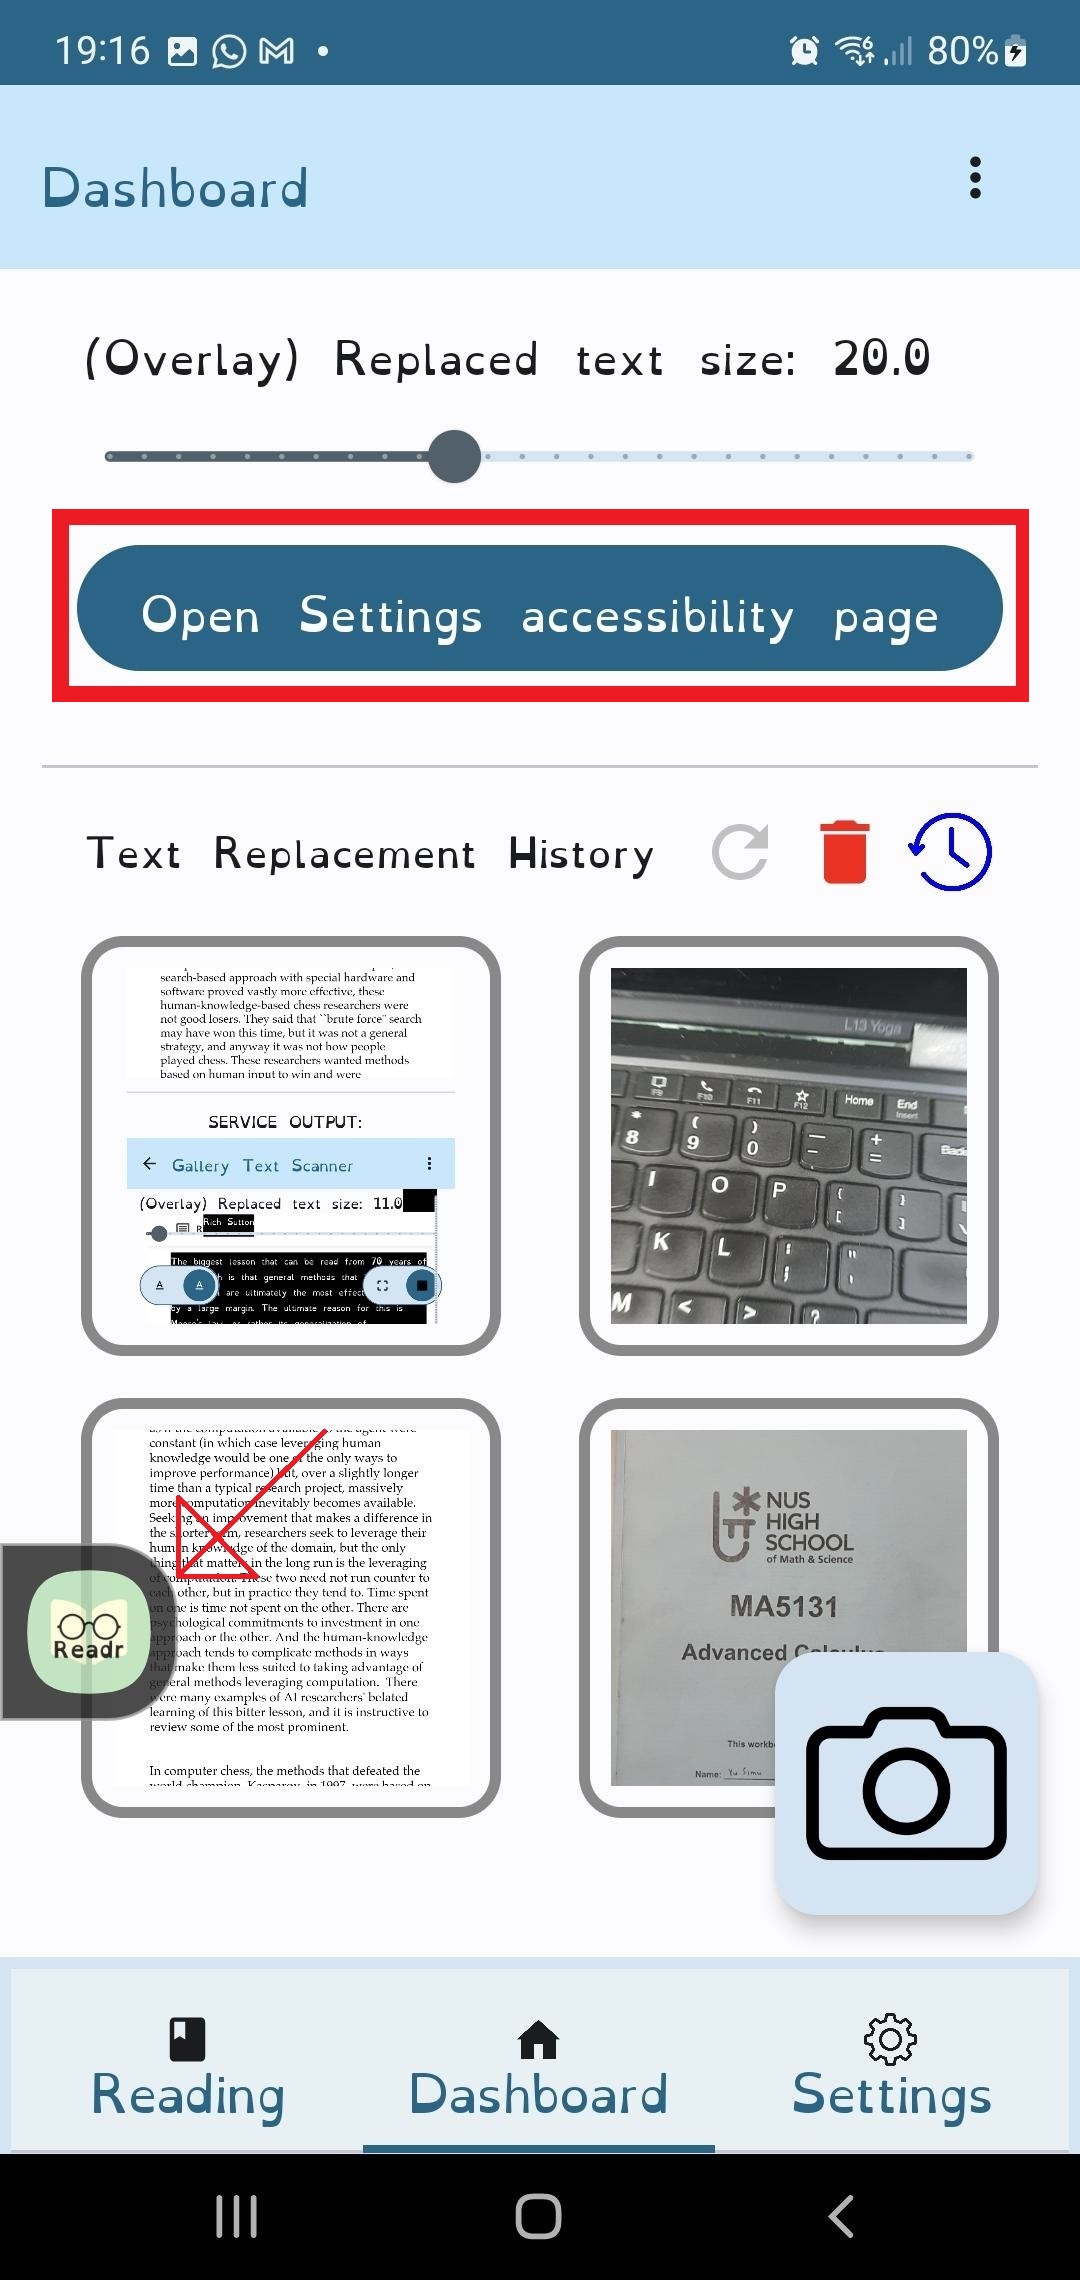 19:16
80%
Dashboard
(Overlay) Replaced text size: 20.0
Open Settings accessibility page
Text Replacement History
search-based approach with special hardware and
software proved vastly more effective, these
human-knowledge-based chess researchers were
not good losers. They said that ``brute force" search
may have won this time, but it was not a general
strategy, and anyway it was not how people
played chess. These researchers wanted methods
based on human input to win and were
SERVICE OUTPUT:
Gallery Text Scanner
(Overlay) Replaced text size: 11.0
Rich Sutton
The biggest lesson that can be read from 70 years of
is that general methods that
are ultimately the most effect
by a large margin. The ultimate reason for this is
L13 Yoga
F9 F10 F11 F12 Home End
Insert
* ( ) — +
8 9 0 - =
I O P { }
[ ]
K L : "
; '
M < >
constant (in which case leveraging human
knowledge would be one of the only ways to
improve performance) but, over a slightly longer
time than a typical research project, massively
more computation inevitably becomes available.
Seeking an improvement that makes a difference in
the shorter term, researchers seek to leverage their
human knowledge of the domain, but the only
thing that matters in the long run is the leveraging
of computation. These two need not run counter to
each other, but in practice they tend to. Time spent
on one is time not spent on the other. There are
psychological commitments to investment in one
approach or the other. And the human-knowledge
approach tends to complicate methods in ways
that make them less suited to taking advantage of
general methods leveraging computation. There
were many examples of AI researchers' belated
learning of this bitter lesson, and it is instructive to
review some of the most prominent.
In computer chess, the methods that defeated the
world champion, Kasparov, in 1997, were based on
Readr
NUS
HIGH
SCHOOL
of Math & Science
MA5131
Advanced Calculus
This workb
Name: Yu Simu
Reading
Dashboard
Settings